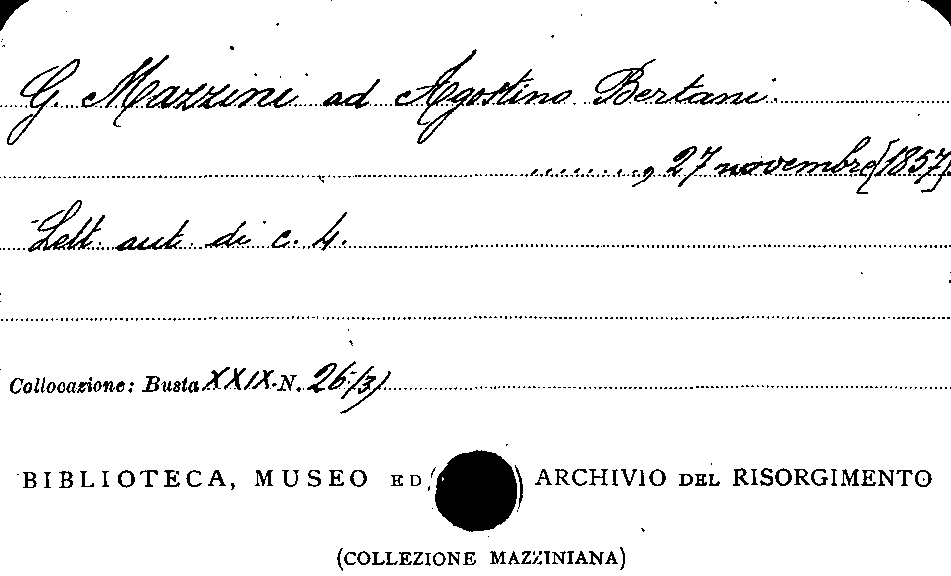 G. Mazzini ad Agostino Bertani.
........, 27 novembre [1857].
Lett. aut. di c. 4.
Collocazione: Busta XXIX. N. 26/3)
BIBLIOTECA, MUSEO ED ARCHIVIO DEL RISORGIMENTO
(COLLEZIONE MAZZINIANA)